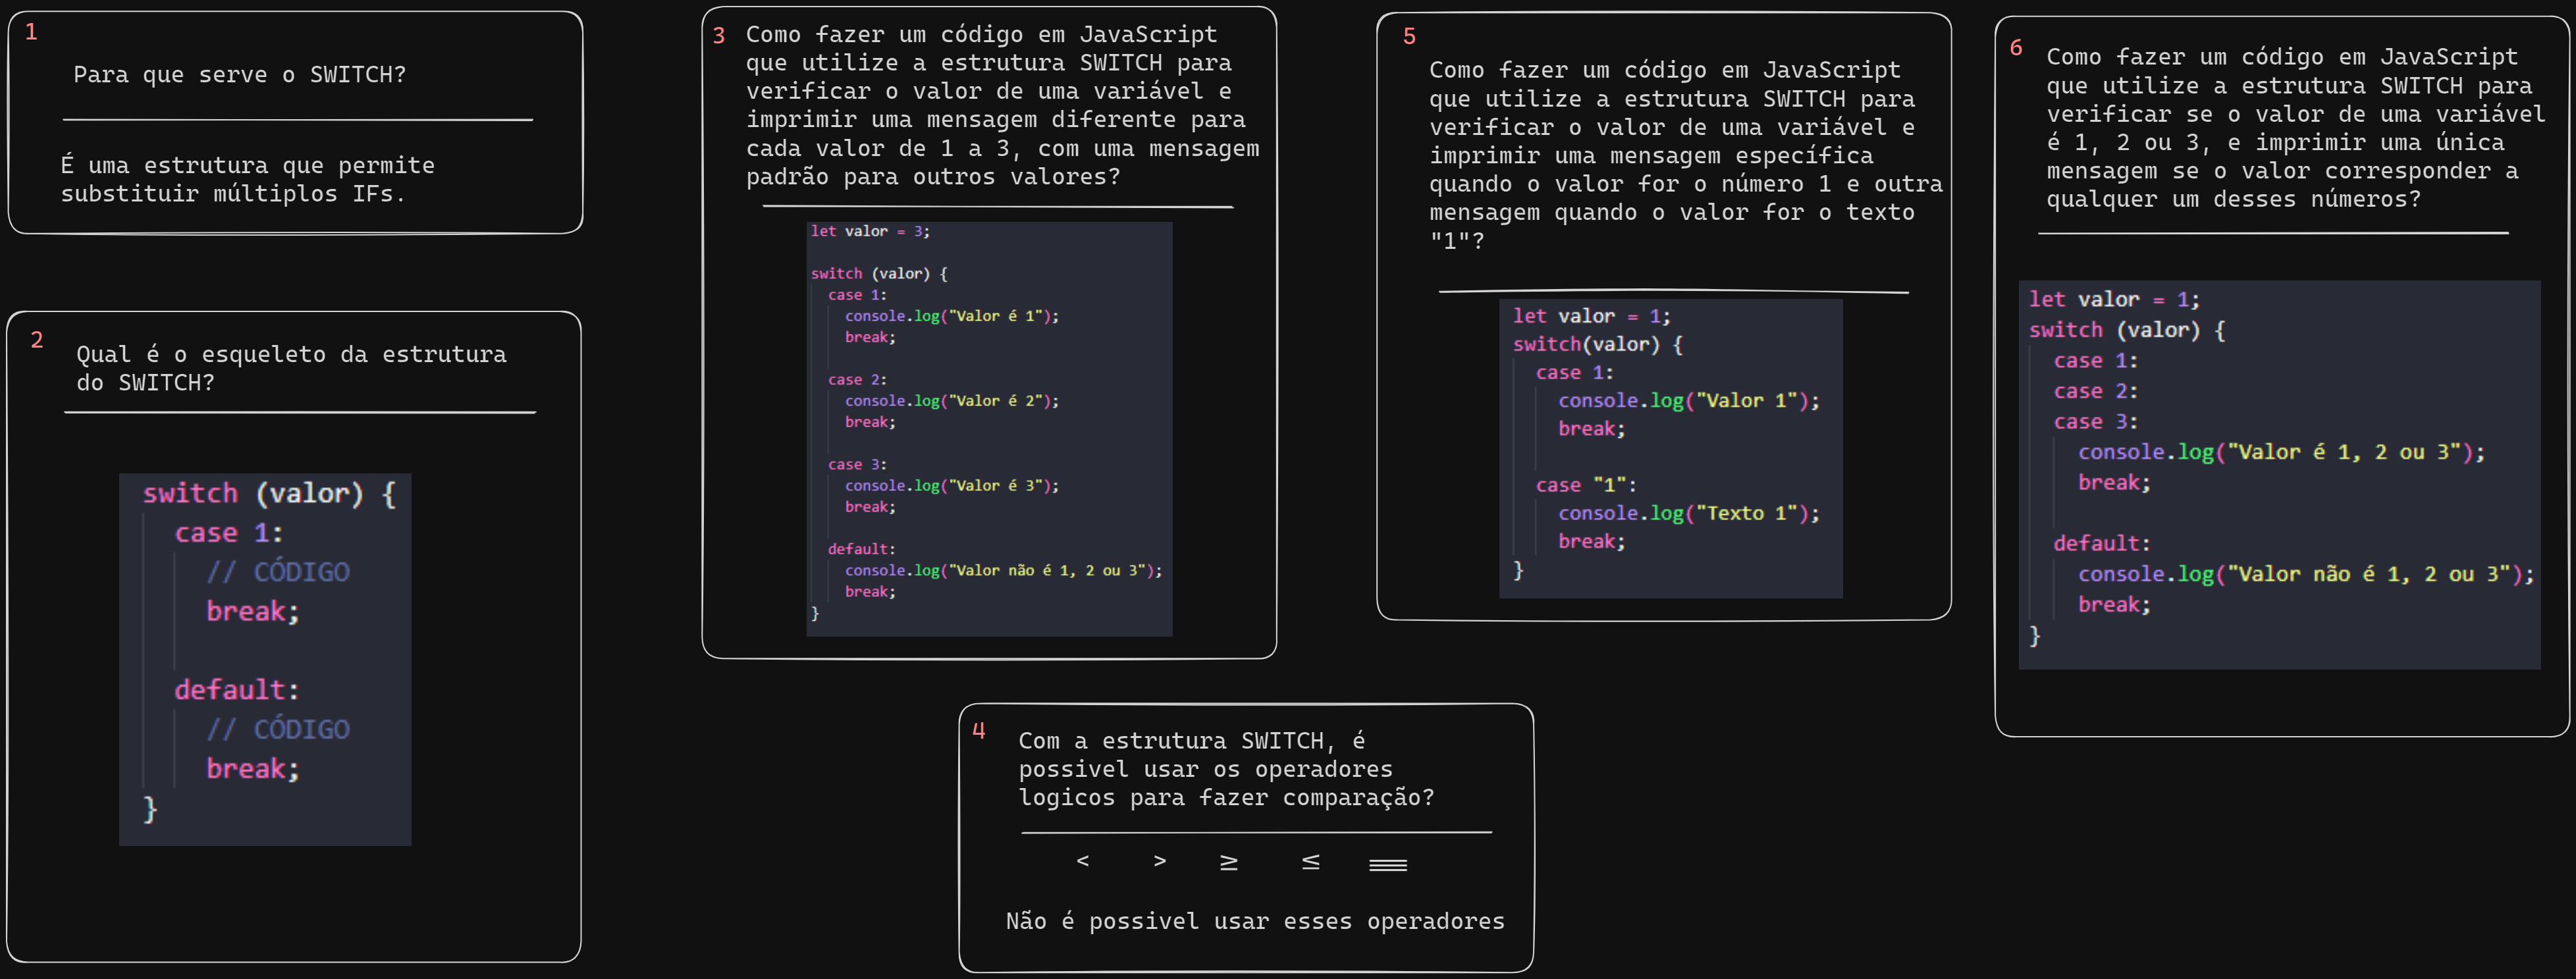 1
Para que serve o SWITCH?
É uma estrutura que permite
substituir múltiplos IFs.
2
Qual é o esqueleto da estrutura
do SWITCH?
switch (valor) {
case 1:
// CÓDIGO
break;
default:
// CÓDIGO
break;
}
3
Como fazer um código em JavaScript
que utilize a estrutura SWITCH para
verificar o valor de uma variável e
imprimir uma mensagem diferente para
cada valor de 1 a 3, com uma mensagem
padrão para outros valores?
let valor = 3;
switch (valor) {
case 1:
console.log("Valor é 1");
break;
case 2:
console.log("Valor é 2");
break;
case 3:
console.log("Valor é 3");
break;
default:
console.log("Valor não é 1, 2 ou 3");
break;
}
4
Com a estrutura SWITCH, é
possivel usar os operadores
logicos para fazer comparação?
< > ≥ ≤ ===
Não é possivel usar esses operadores
5
Como fazer um código em JavaScript
que utilize a estrutura SWITCH para
verificar o valor de uma variável e
imprimir uma mensagem específica
quando o valor for o número 1 e outra
mensagem quando o valor for o texto
"1"?
let valor = 1;
switch(valor) {
case 1:
console.log("Valor 1");
break;
case "1":
console.log("Texto 1");
break;
}
6
Como fazer um código em JavaScript
que utilize a estrutura SWITCH para
verificar se o valor de uma variável
é 1, 2 ou 3, e imprimir uma única
mensagem se o valor corresponder a
qualquer um desses números?
let valor = 1;
switch (valor) {
case 1:
case 2:
case 3:
console.log("Valor é 1, 2 ou 3");
break;
default:
console.log("Valor não é 1, 2 ou 3");
break;
}